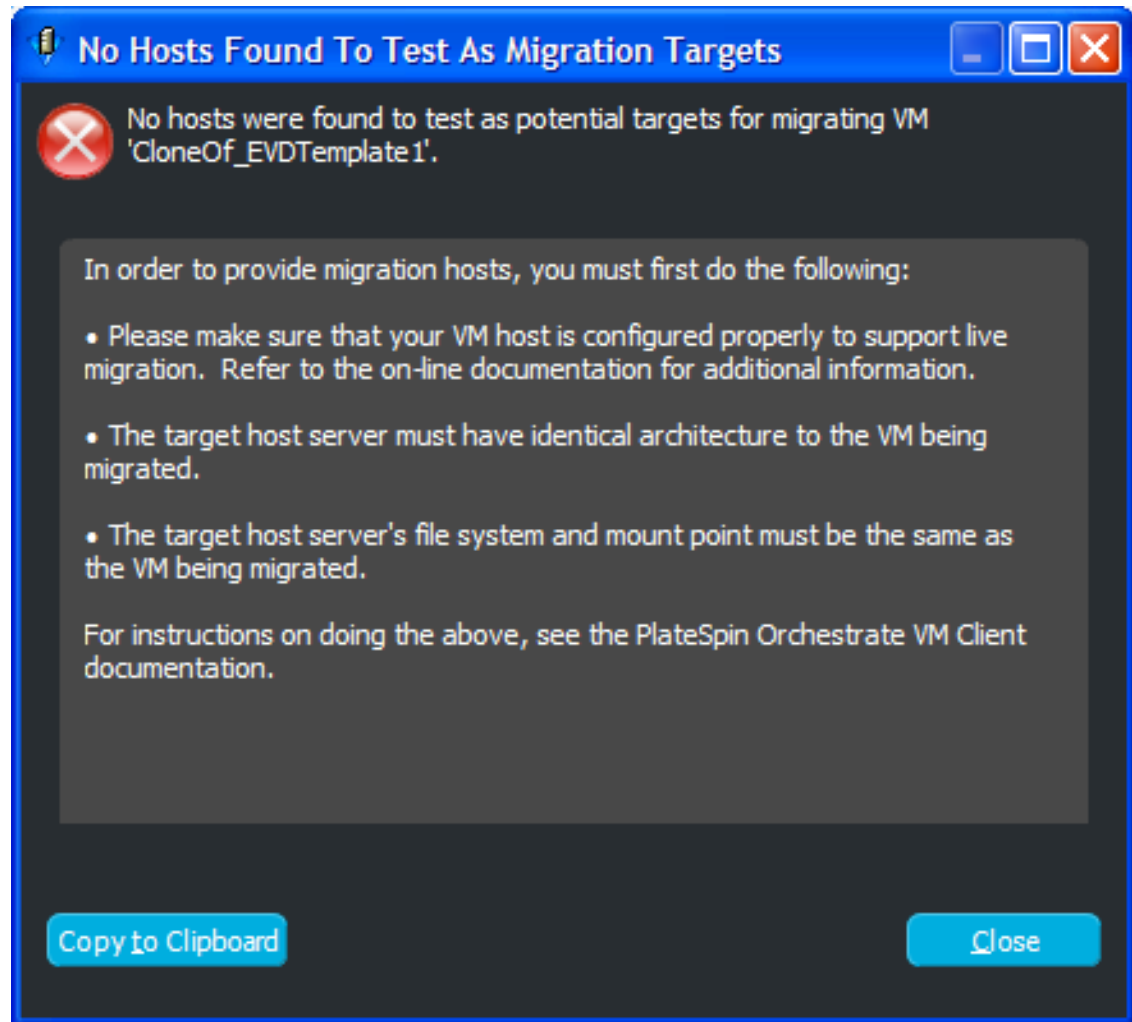 No Hosts Found To Test As Migration Targets
No hosts were found to test as potential targets for migrating VM
'CloneOf_EVDTemplate1'.
In order to provide migration hosts, you must first do the following:
• Please make sure that your VM host is configured properly to support live
migration.  Refer to the on-line documentation for additional information.
• The target host server must have identical architecture to the VM being
migrated.
• The target host server's file system and mount point must be the same as
the VM being migrated.
For instructions on doing the above, see the PlateSpin Orchestrate VM Client
documentation.
Copy to Clipboard
Close